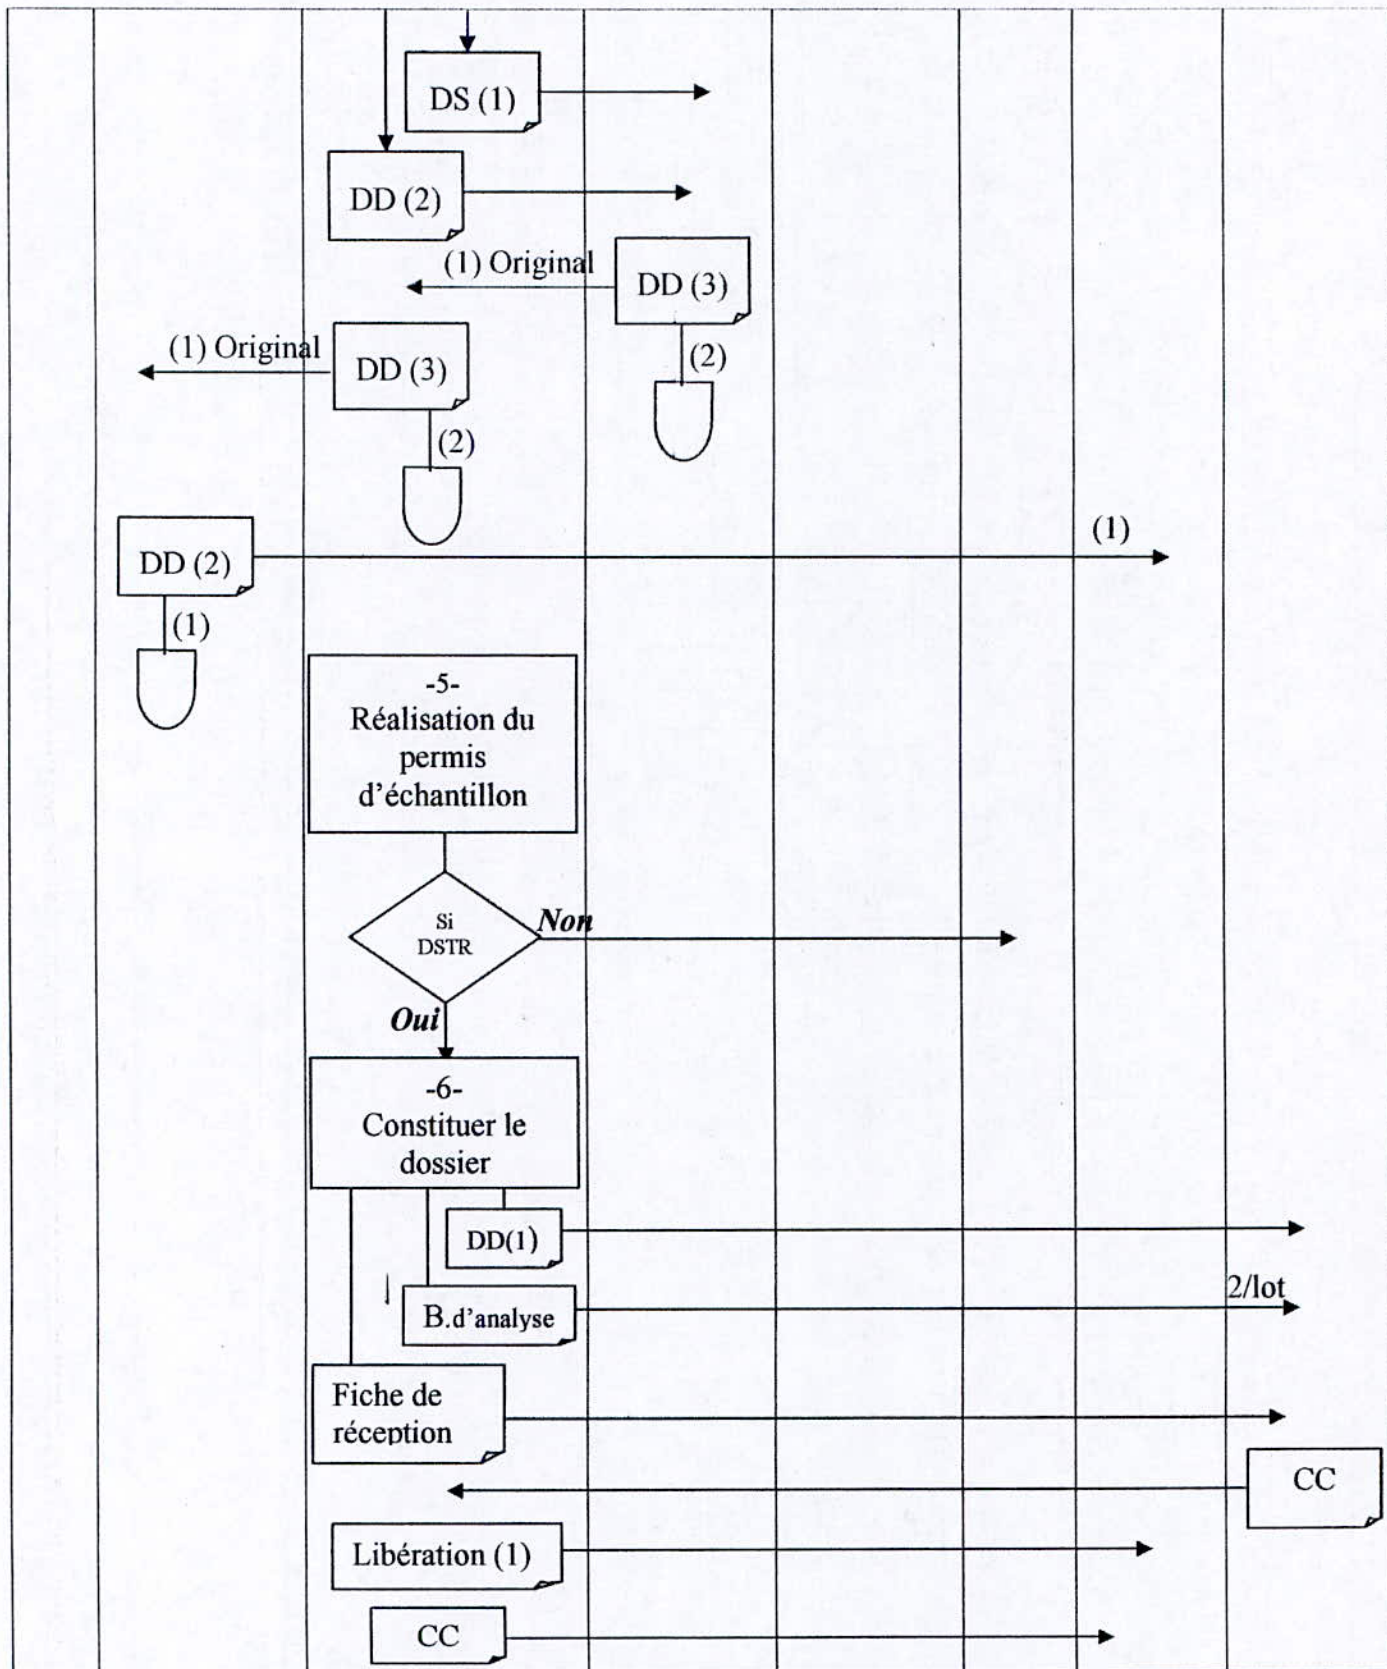 DS (1)
DD (2)
(1) Original
DD (3)
(2)
(1) Original
DD (3)
(2)
DD (2)
(1)
(1)
-5-
Réalisation du
permis
d'échantillon
Si
DSTR
Non
Oui
-6-
Constituer le
dossier
DD(1)
B.d'analyse
2/lot
Fiche de
réception
CC
Libération (1)
CC